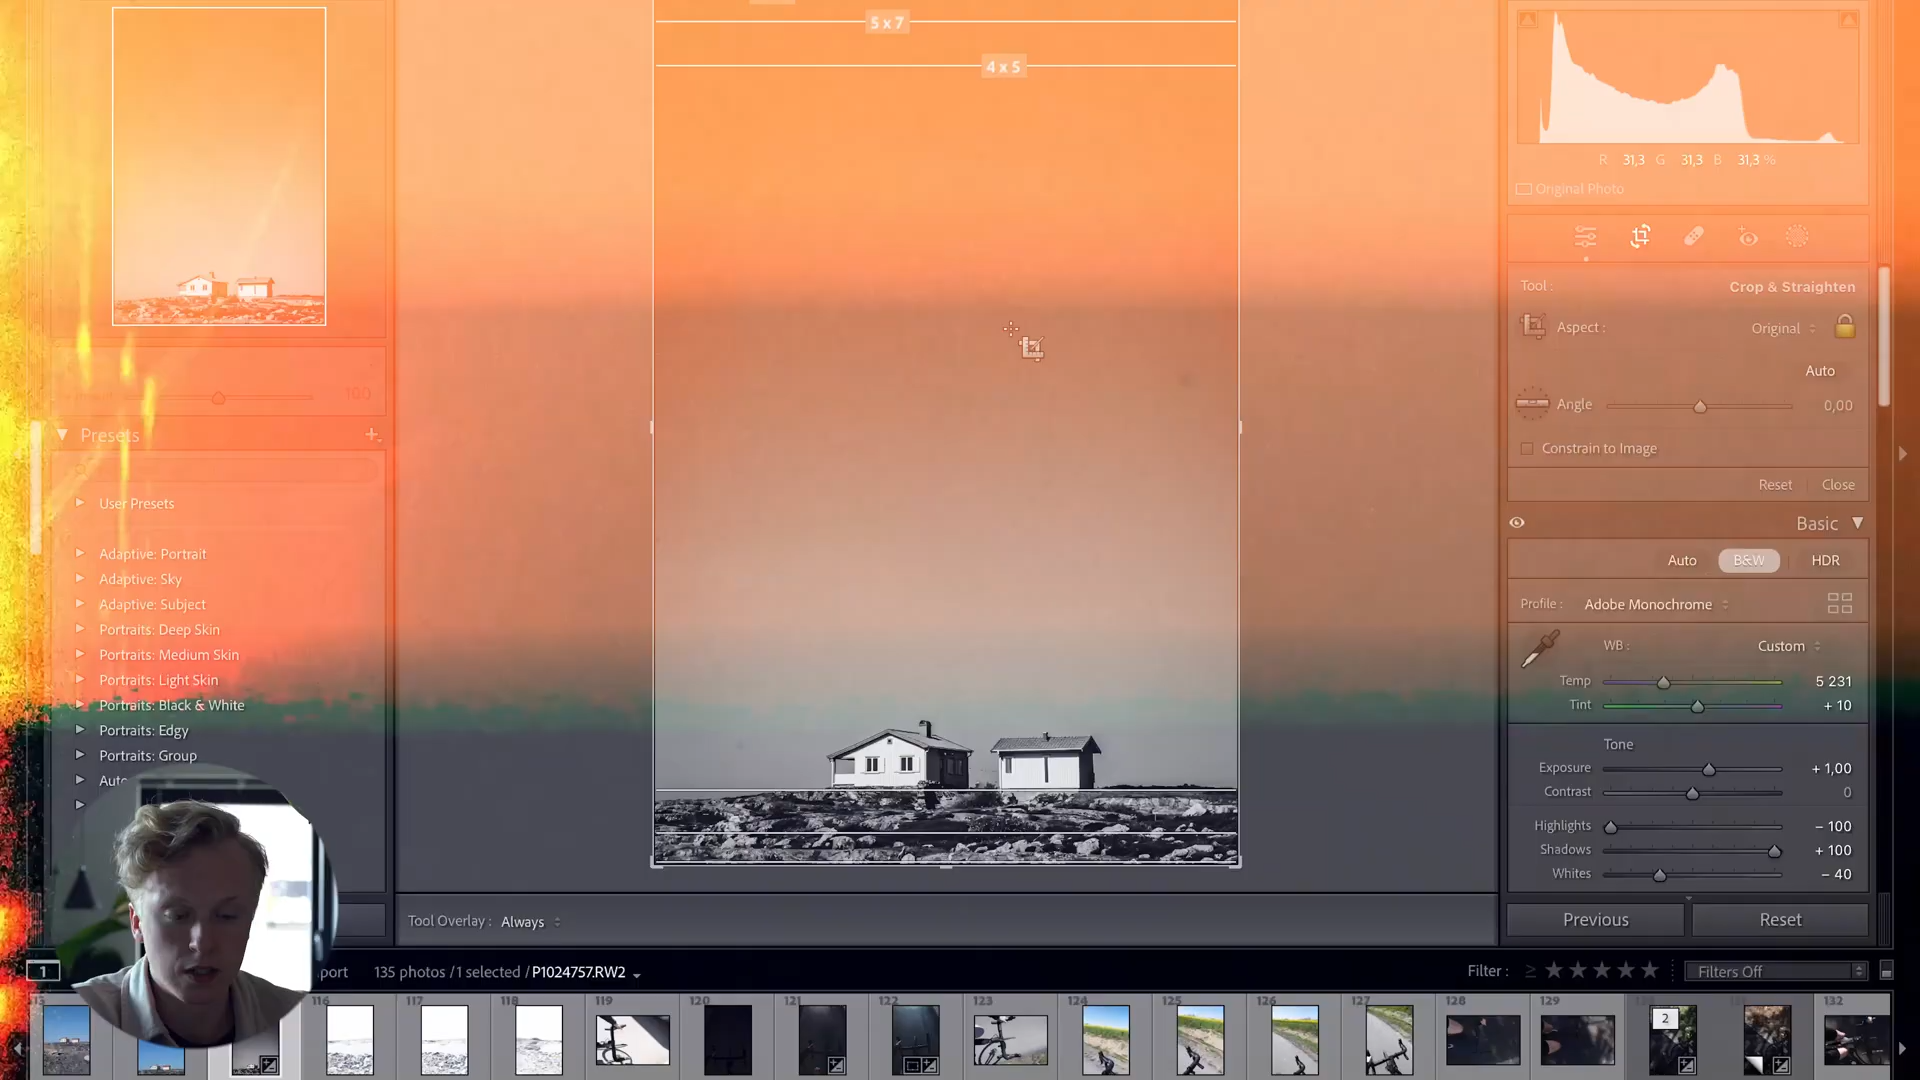 5 x 7
4 x 5
R 31,3 G 31,3 B 31,3 %
Original Photo
Tool : Crop & Straighten
Aspect : Original
Auto
Angle 0,00
Constrain to Image
Reset Close
Basic
Auto B&W HDR
Profile : Adobe Monochrome
WB : Custom
Temp 5 231
Tint + 10
Tone
Exposure + 1,00
Contrast 0
Highlights – 100
Shadows + 100
Whites – 40
Previous Reset
100
Presets
User Presets
Adaptive: Portrait
Adaptive: Sky
Adaptive: Subject
Portraits: Deep Skin
Portraits: Medium Skin
Portraits: Light Skin
Portraits: Black & White
Portraits: Edgy
Portraits: Group
Auto
Tool Overlay : Always
1 port 135 photos / 1 selected / P1024757.RW2 Filter : ≥ Filters Off
116 117 118 119 120 121 122 123 124 125 126 127 128 129 132
2